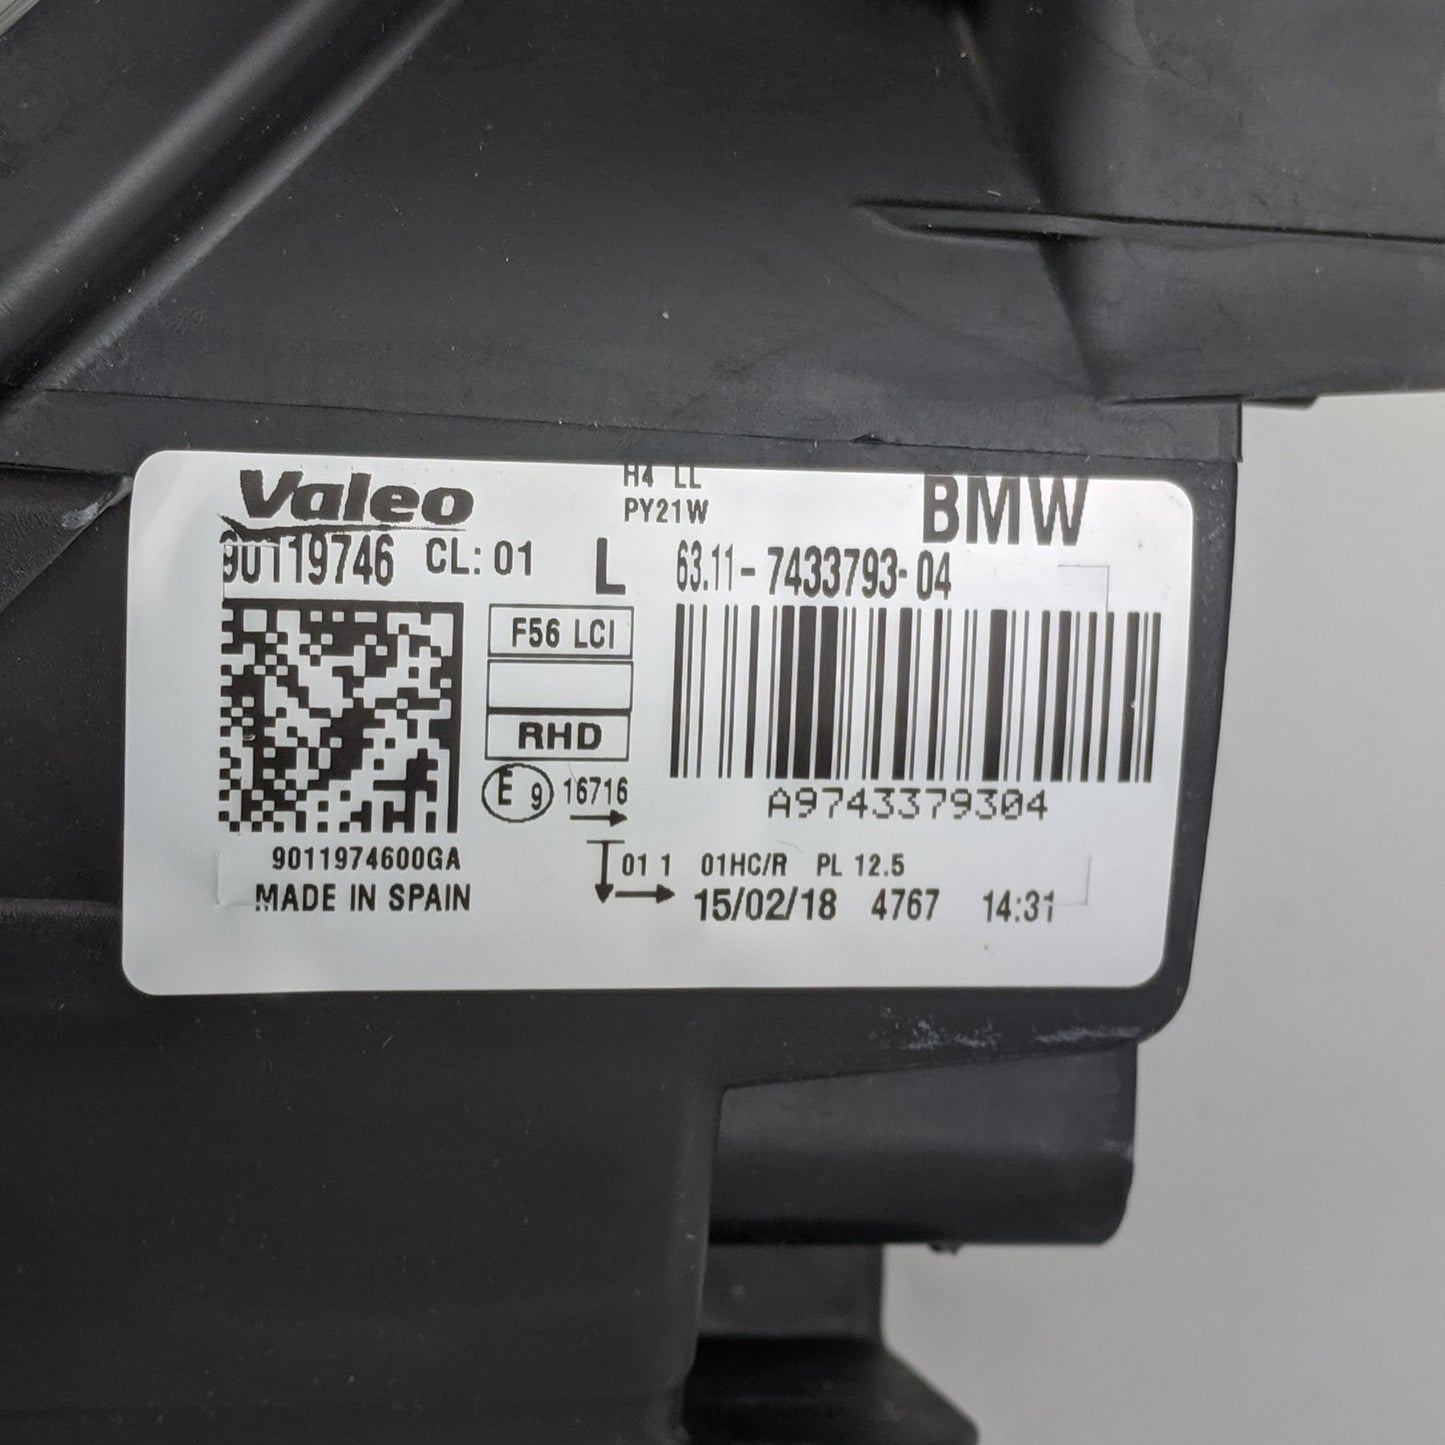 Valeo
H4 LL
PY21W
BMW
90119746 CL: 01
L
63.11-7433793-04
F56 LCI
RHD
E 9 16716
A9743379304
9011974600GA
MADE IN SPAIN
01 1 01HC/R PL 12.5
15/02/18 4767 14:31